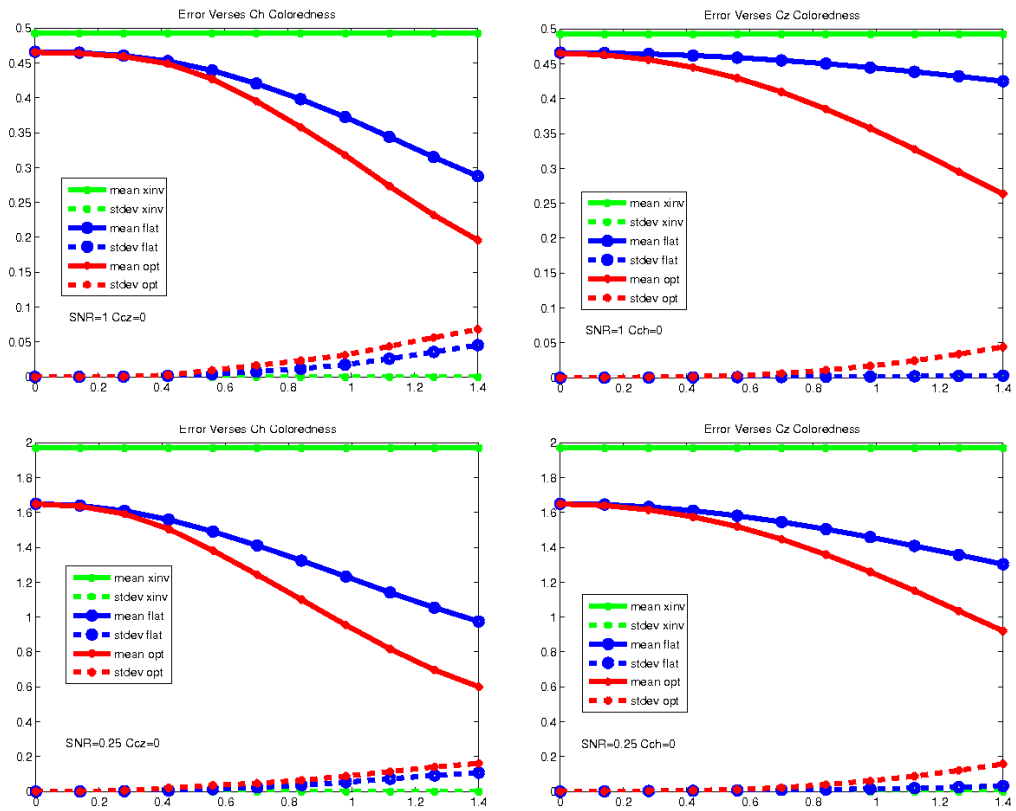 Error Verses Ch Coloredness
0.5
0.45
0.4
0.35
0.3
0.25
0.2
0.15
0.1
0.05
0
mean xinv
stdev xinv
mean flat
stdev flat
mean opt
stdev opt
SNR=1 Ccz=0
0 0.2 0.4 0.6 0.8 1 1.2 1.4
Error Verses Cz Coloredness
0.5
0.45
0.4
0.35
0.3
0.25
0.2
0.15
0.1
0.05
0
mean xinv
stdev xinv
mean flat
stdev flat
mean opt
stdev opt
SNR=1 Cch=0
0 0.2 0.4 0.6 0.8 1 1.2 1.4
Error Verses Ch Coloredness
2
1.8
1.6
1.4
1.2
1
0.8
0.6
0.4
0.2
0
mean xinv
stdev xinv
mean flat
stdev flat
mean opt
stdev opt
SNR=0.25 Ccz=0
0 0.2 0.4 0.6 0.8 1 1.2 1.4
Error Verses Cz Coloredness
2
1.8
1.6
1.4
1.2
1
0.8
0.6
0.4
0.2
0
mean xinv
stdev xinv
mean flat
stdev flat
mean opt
stdev opt
SNR=0.25 Cch=0
0 0.2 0.4 0.6 0.8 1 1.2 1.4